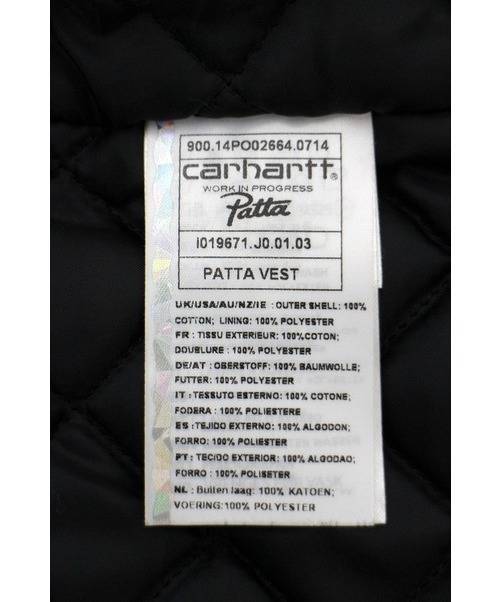 900.14PO02664.0714
carhartt®
WORK IN PROGRESS
Patta
I019671.J0.01.03
PATTA VEST
UK/USA/AU/NZ/IE : OUTER SHELL: 100%
COTTON; LINING: 100% POLYESTER
FR : TISSU EXTERIEUR: 100%COTON;
DOUBLURE : 100% POLYESTER
DE/AT : OBERSTOFF: 100% BAUMWOLLE;
FUTTER: 100% POLYESTER
IT : TESSUTO ESTERNO: 100% COTONE,
FODERA : 100% POLIESTERE
ES : TEJIDO EXTERNO: 100% ALGODON;
FORRO: 100% POLIESTER
PT : TECIDO EXTERIOR: 100% ALGODAO;
FORRO : 100% POLIESTER
NL : Buiten laag: 100% KATOEN;
VOERING: 100% POLYESTER